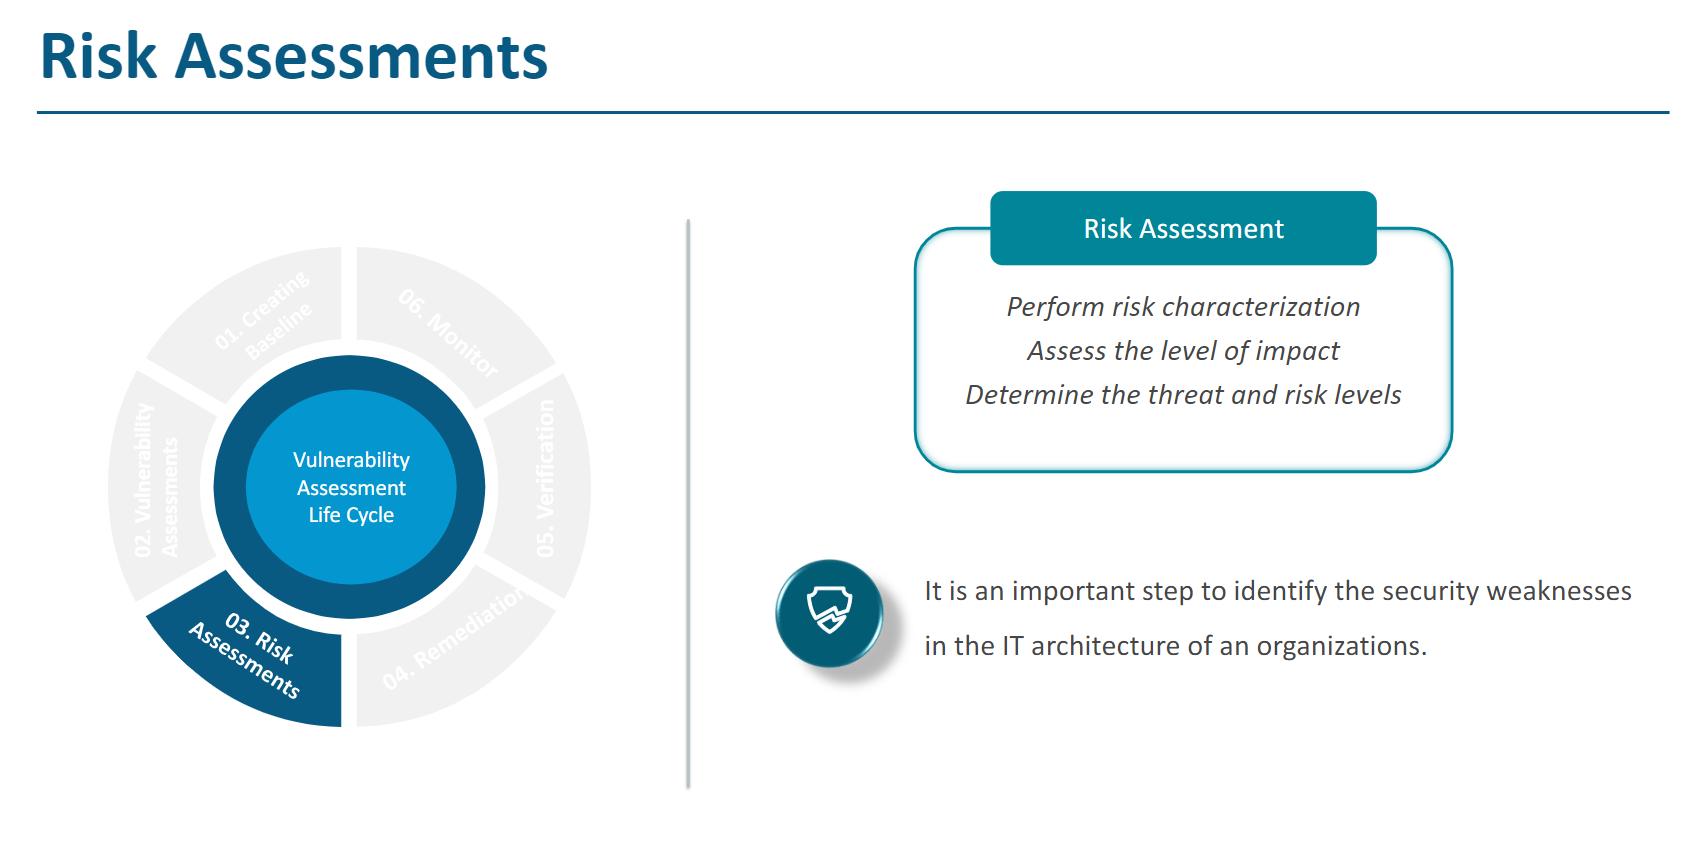 Risk Assessments
01. Creating
Baseline
06. Monitor
02. Vulnerability
Assessments
05. Verification
Vulnerability
Assessment
Life Cycle
03. Risk
Assessments
04. Remediation
Risk Assessment
Perform risk characterization
Assess the level of impact
Determine the threat and risk levels
It is an important step to identify the security weaknesses
in the IT architecture of an organizations.